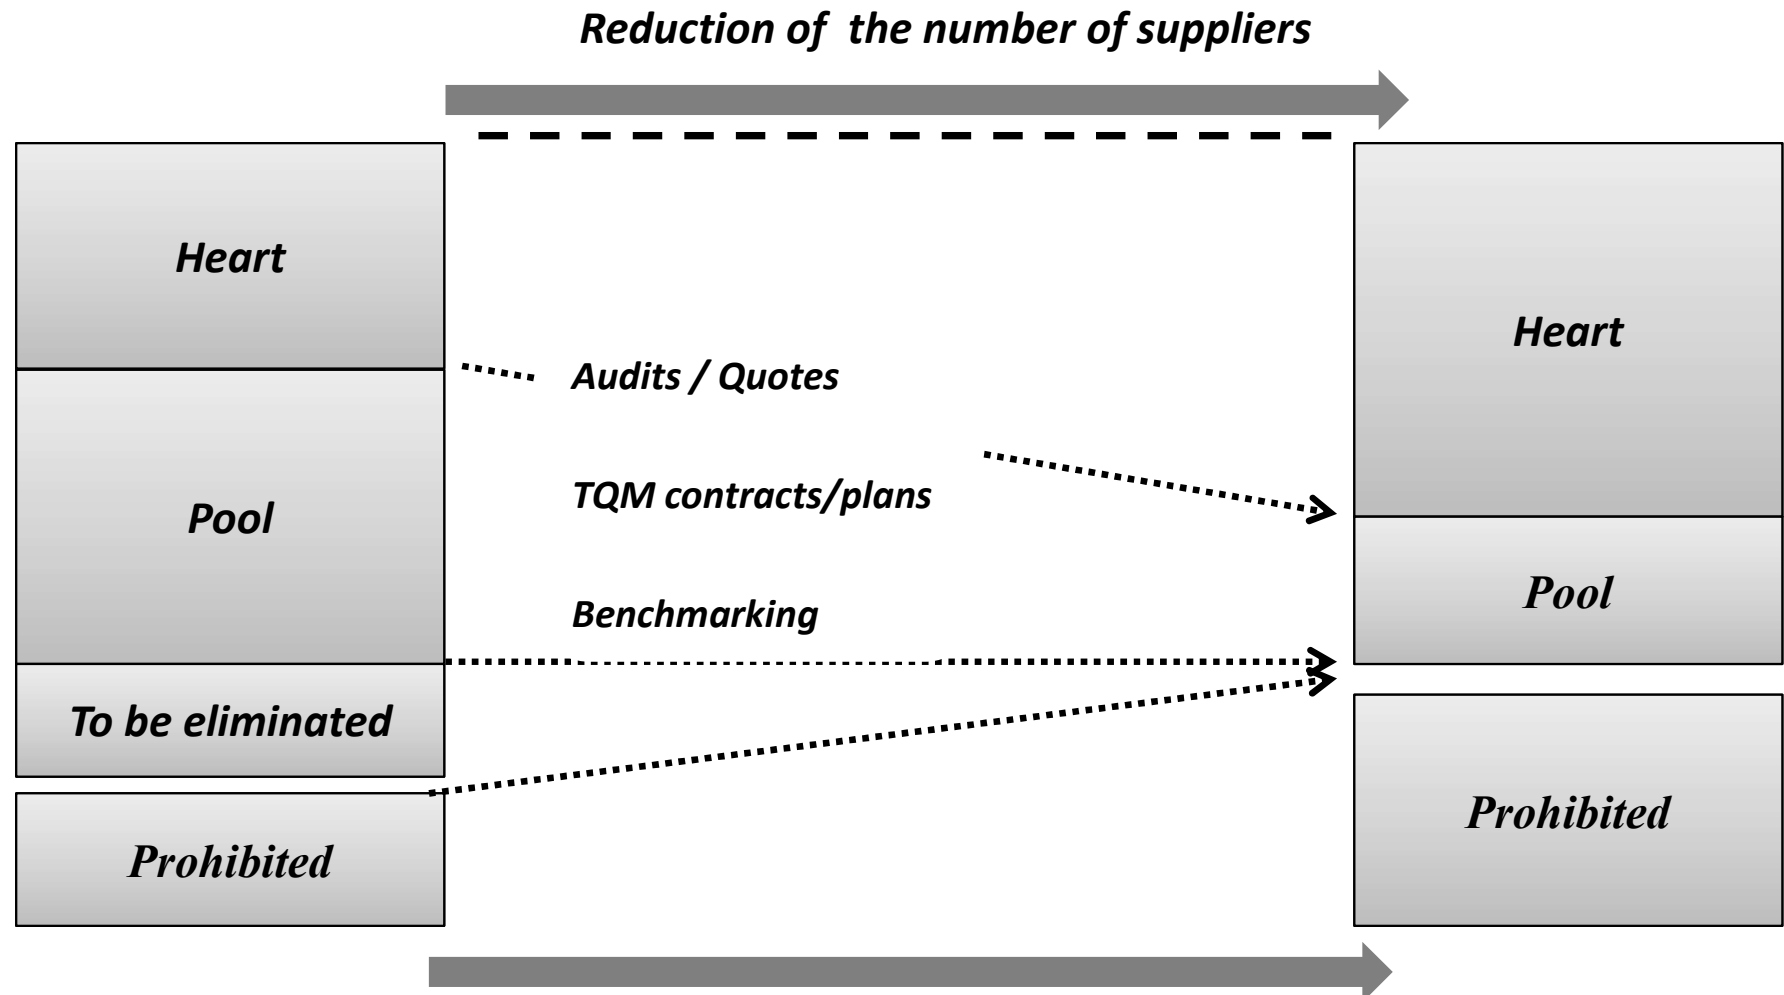 Reduction of  the number of suppliers
Heart
Pool
To be eliminated
Prohibited
Audits / Quotes
TQM contracts/plans
Benchmarking
Heart
Pool
Prohibited